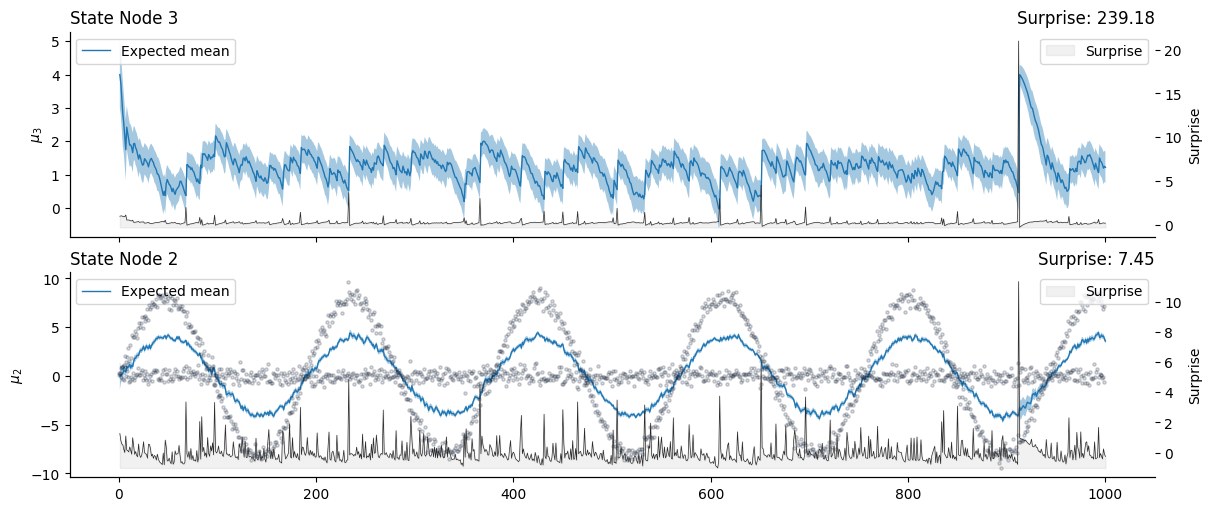 State Node 3
Surprise: 239.18
Expected mean
Surprise
5
4
3
2
1
0
μ3
20
15
10
5
0
Surprise
State Node 2
Surprise: 7.45
Expected mean
Surprise
10
5
0
−5
−10
μ2
10
8
6
4
2
0
Surprise
0
200
400
600
800
1000